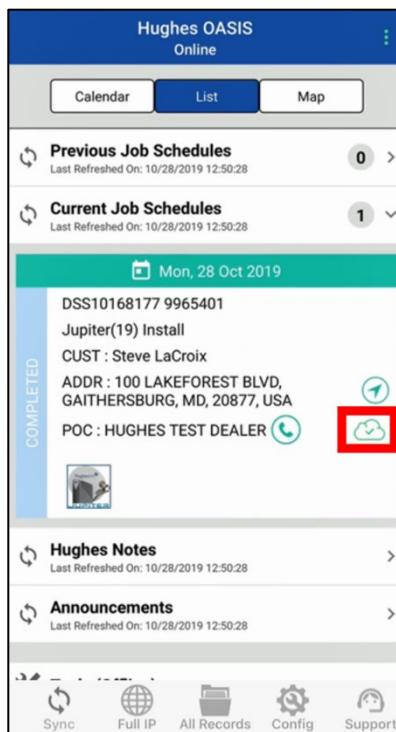 Hughes OASIS
Online
Calendar
List
Map
Previous Job Schedules
0
Last Refreshed On: 10/28/2019 12:50:28
Current Job Schedules
1
Last Refreshed On: 10/28/2019 12:50:28
Mon, 28 Oct 2019
COMPLETED
DSS10168177 9965401
Jupiter(19) Install
CUST : Steve LaCroix
ADDR : 100 LAKEFOREST BLVD,
GAITHERSBURG, MD, 20877, USA
POC : HUGHES TEST DEALER
JUPITER
Hughes Notes
Last Refreshed On: 10/28/2019 12:50:28
Announcements
Last Refreshed On: 10/28/2019 12:50:28
Sync
Full IP
All Records
Config
Support